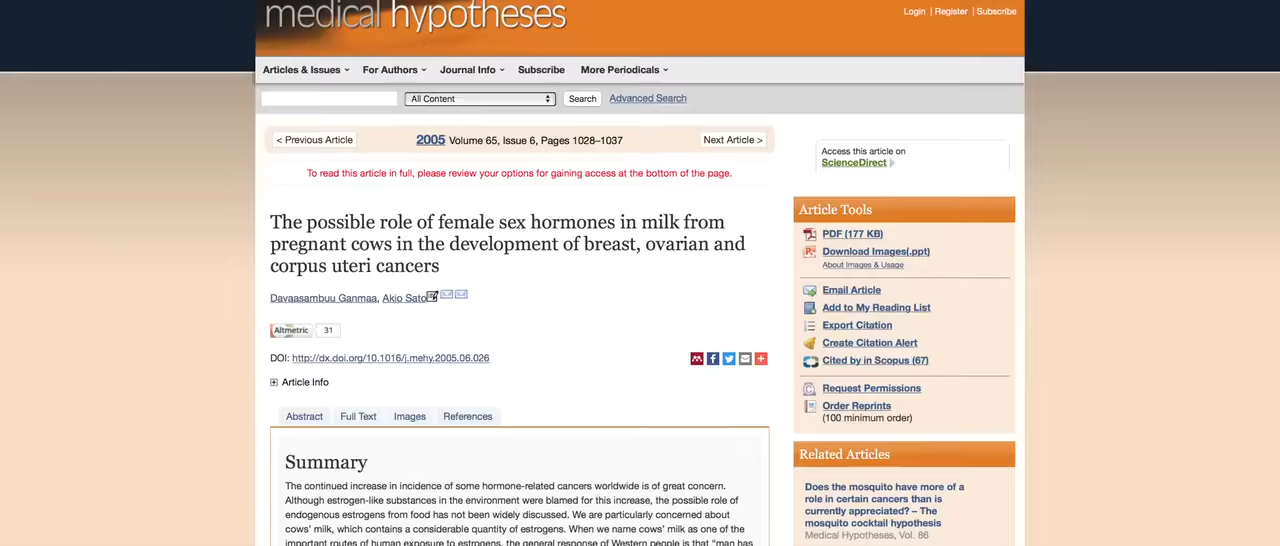 medical hypotheses
Login | Register | Subscribe
Articles & Issues For Authors Journal Info Subscribe More Periodicals
All Content Search Advanced Search
< Previous Article 2005 Volume 65, Issue 6, Pages 1028–1037 Next Article >
To read this article in full, please review your options for gaining access at the bottom of the page.
The possible role of female sex hormones in milk from
pregnant cows in the development of breast, ovarian and
corpus uteri cancers
Davaasambuu Ganmaa, Akio Sato
Altmetric 31
DOI: http://dx.doi.org/10.1016/j.mehy.2005.06.026
Article Info
Abstract Full Text Images References
Summary
The continued increase in incidence of some hormone-related cancers worldwide is of great concern.
Although estrogen-like substances in the environment were blamed for this increase, the possible role of
endogenous estrogens from food has not been widely discussed. We are particularly concerned about
cows' milk, which contains a considerable quantity of estrogens. When we name cows' milk as one of the
important routes of human exposure to estrogens, the general response of Western people is that "man has
Access this article on
ScienceDirect
Article Tools
PDF (177 KB)
Download Images(.ppt)
About Images & Usage
Email Article
Add to My Reading List
Export Citation
Create Citation Alert
Cited by in Scopus (67)
Request Permissions
Order Reprints
(100 minimum order)
Related Articles
Does the mosquito have more of a
role in certain cancers than is
currently appreciated? – The
mosquito cocktail hypothesis
Medical Hypotheses, Vol. 86